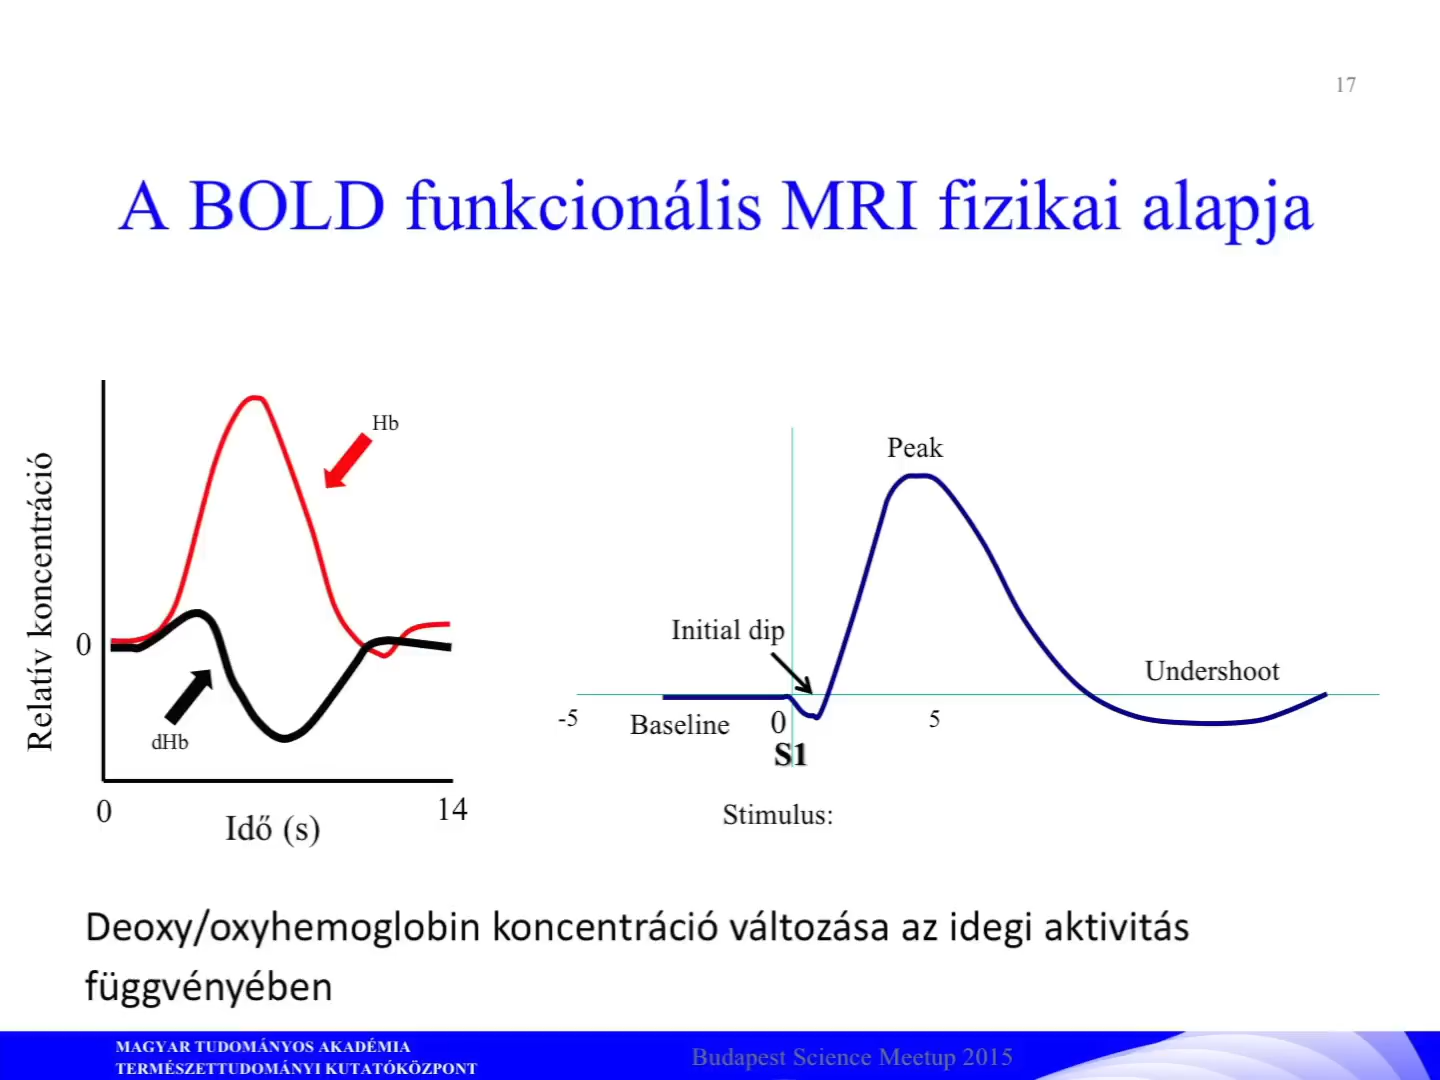 17
A BOLD funkcionális MRI fizikai alapja
Relatív koncentráció
Hb
0
dHb
0
14
Idő (s)
Peak
Initial dip
Undershoot
-5
Baseline
0
5
S1
Stimulus:
Deoxy/oxyhemoglobin koncentráció változása az idegi aktivitás
függvényében
MAGYAR TUDOMÁNYOS AKADÉMIA
TERMÉSZETTUDOMÁNYI KUTATÓKÖZPONT
Budapest Science Meetup 2015